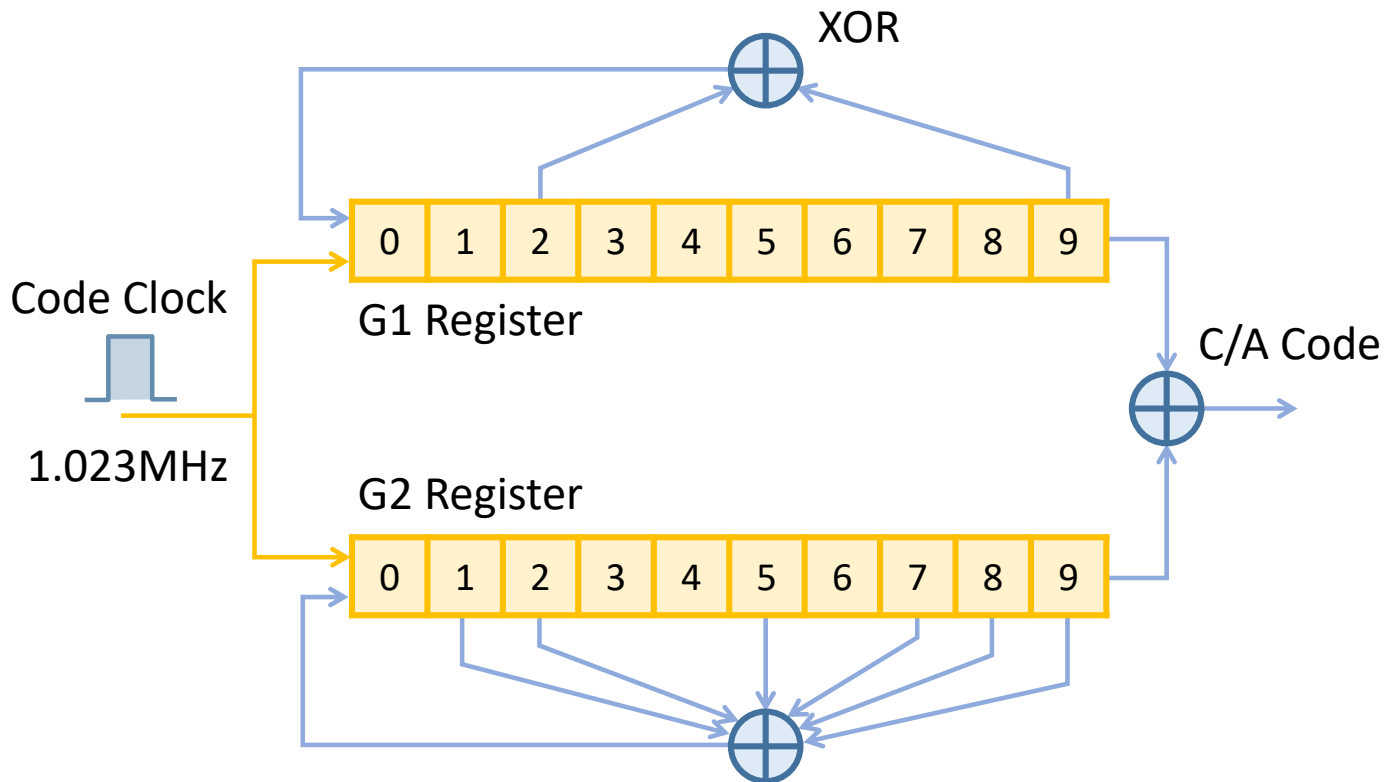 XOR
0 1 2 3 4 5 6 7 8 9
G1 Register
Code Clock
C/A Code
1.023MHz
G2 Register
0 1 2 3 4 5 6 7 8 9